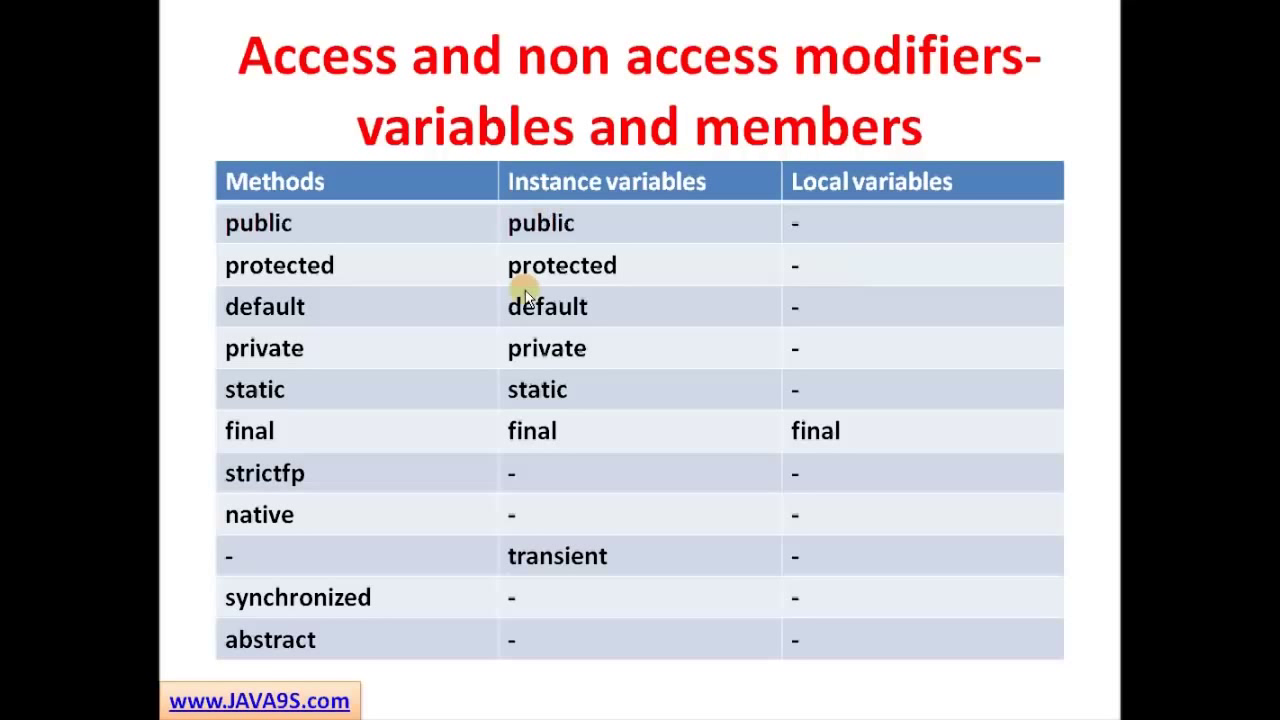 Access and non access modifiers-
variables and members
Methods Instance variables Local variables
public public -
protected protected -
default default -
private private -
static static -
final final final
strictfp - -
native - -
- transient -
synchronized - -
abstract - -
www.JAVA9S.com